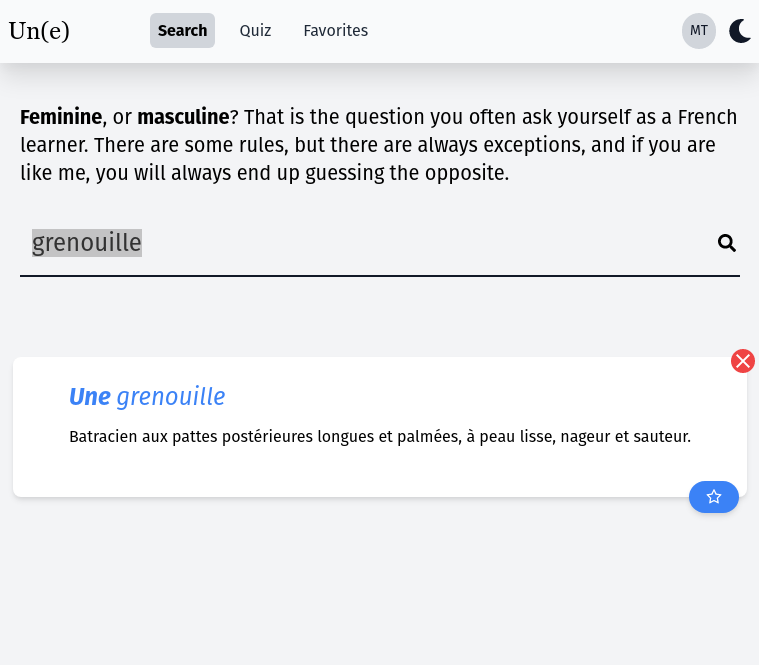 Un(e)
Search
Quiz
Favorites
MT
Feminine, or masculine? That is the question you often ask yourself as a French
learner. There are some rules, but there are always exceptions, and if you are
like me, you will always end up guessing the opposite.
grenouille
Une grenouille
Batracien aux pattes postérieures longues et palmées, à peau lisse, nageur et sauteur.